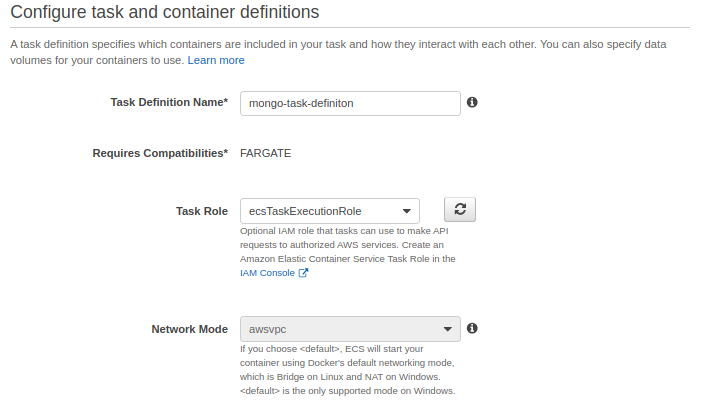 Configure task and container definitions
A task definition specifies which containers are included in your task and how they interact with each other. You can also specify data
volumes for your containers to use. Learn more
Task Definition Name* mongo-task-definiton
Requires Compatibilities* FARGATE
Task Role ecsTaskExecutionRole
Optional IAM role that tasks can use to make API
requests to authorized AWS services. Create an
Amazon Elastic Container Service Task Role in the
IAM Console
Network Mode awsvpc
If you choose <default>, ECS will start your
container using Docker's default networking mode,
which is Bridge on Linux and NAT on Windows.
<default> is the only supported mode on Windows.